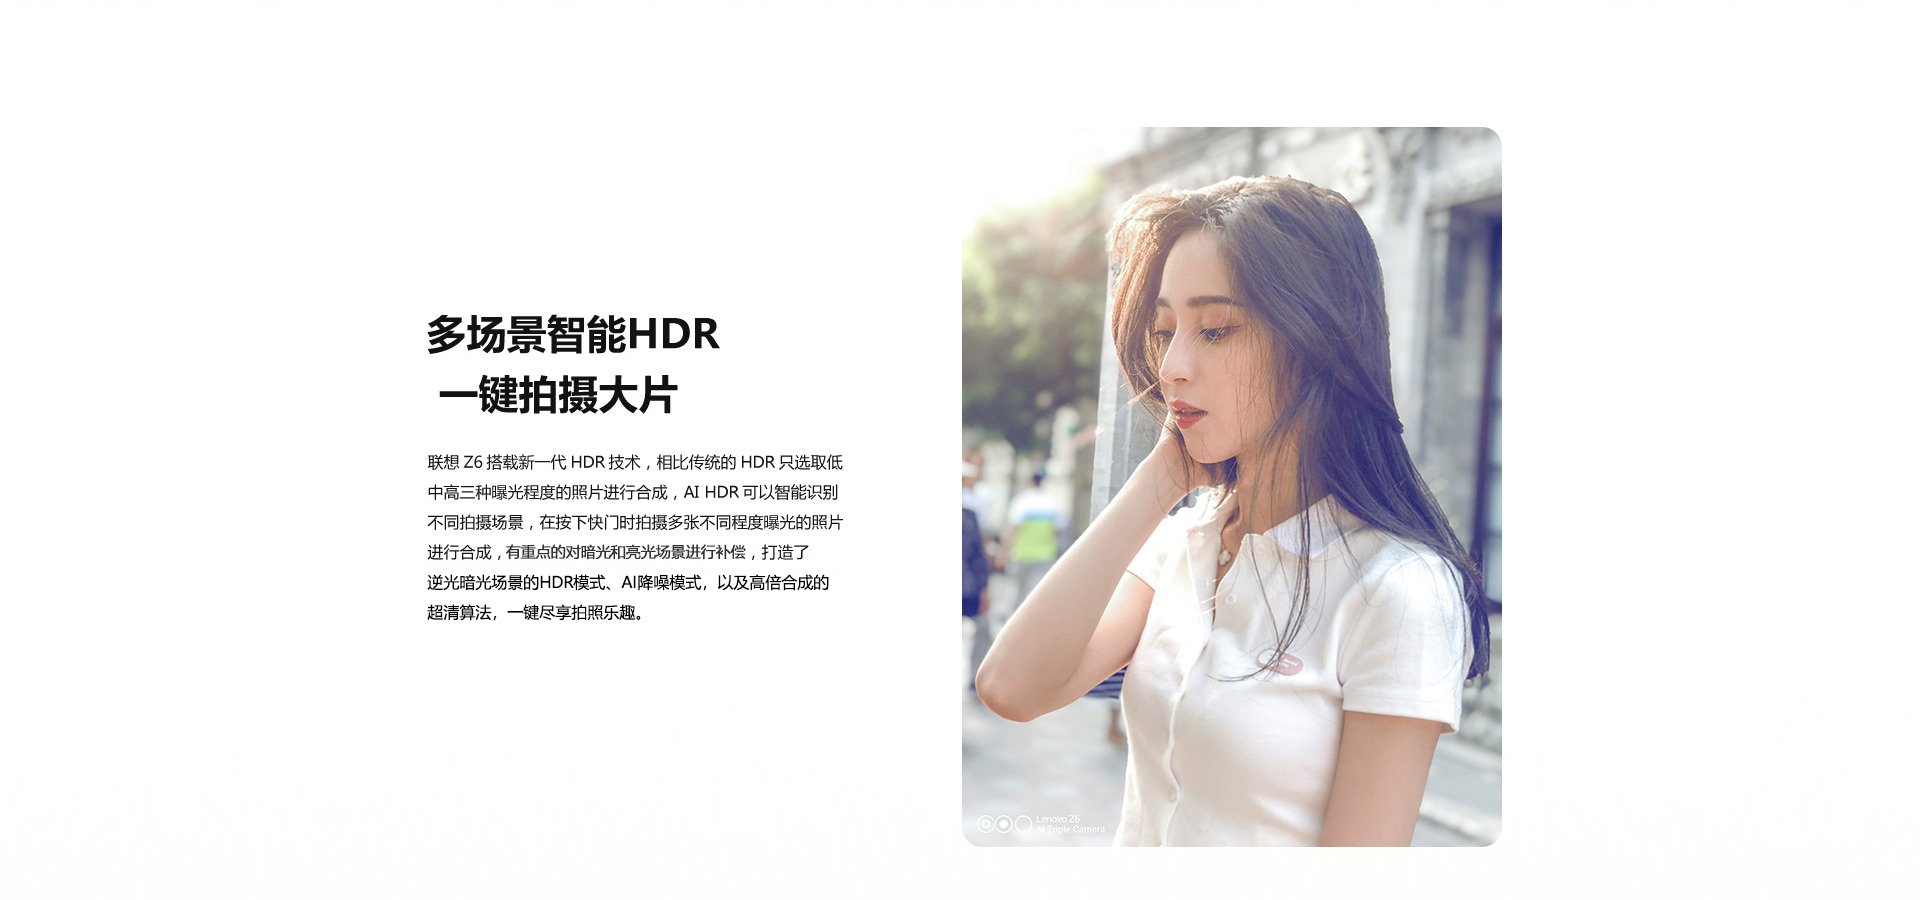 多场景智能HDR
一键拍摄大片
联想 Z6 搭载新一代 HDR 技术，相比传统的 HDR 只选取低
中高三种曝光程度的照片进行合成，AI HDR 可以智能识别
不同拍摄场景，在按下快门时拍摄多张不同程度曝光的照片
进行合成，有重点的对暗光和亮光场景进行补偿，打造了
逆光暗光场景的HDR模式、AI降噪模式，以及高倍合成的
超清算法，一键尽享拍照乐趣。
Lenovo Z6
AI Triple Camera